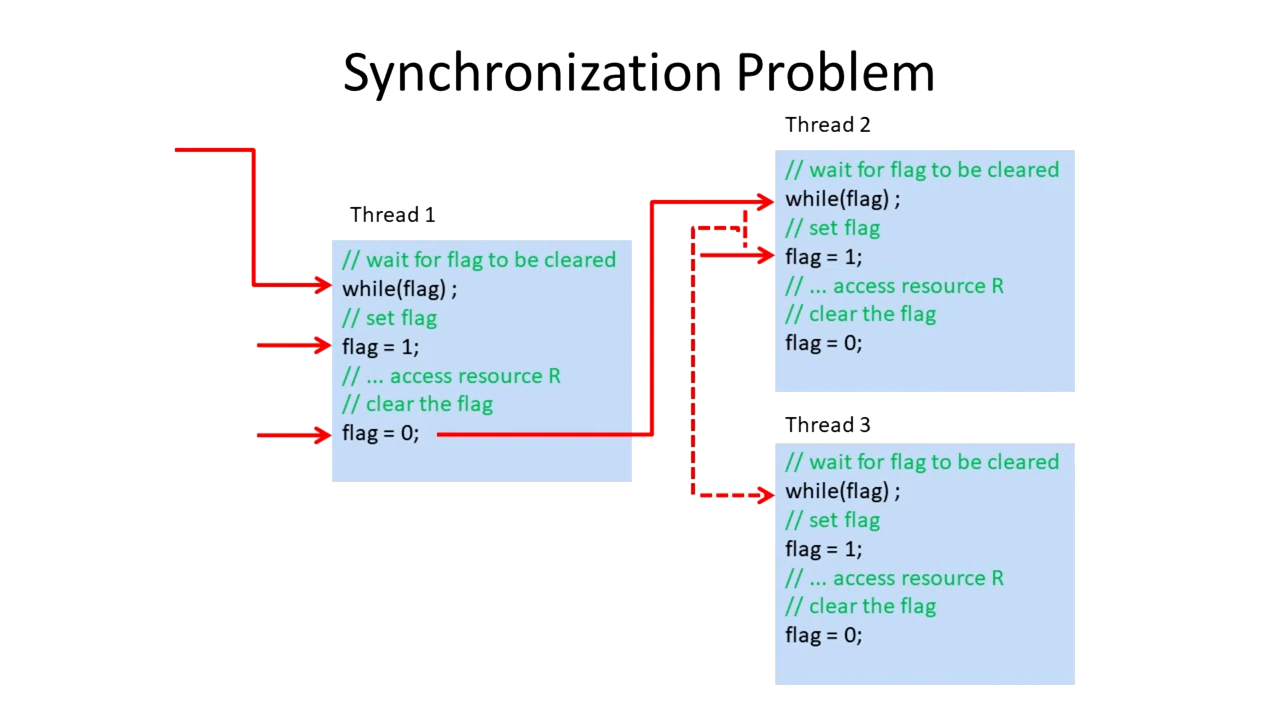 Synchronization Problem
Thread 1
// wait for flag to be cleared
while(flag) ;
// set flag
flag = 1;
// ... access resource R
// clear the flag
flag = 0;
Thread 2
// wait for flag to be cleared
while(flag) ;
// set flag
flag = 1;
// ... access resource R
// clear the flag
flag = 0;
Thread 3
// wait for flag to be cleared
while(flag) ;
// set flag
flag = 1;
// ... access resource R
// clear the flag
flag = 0;